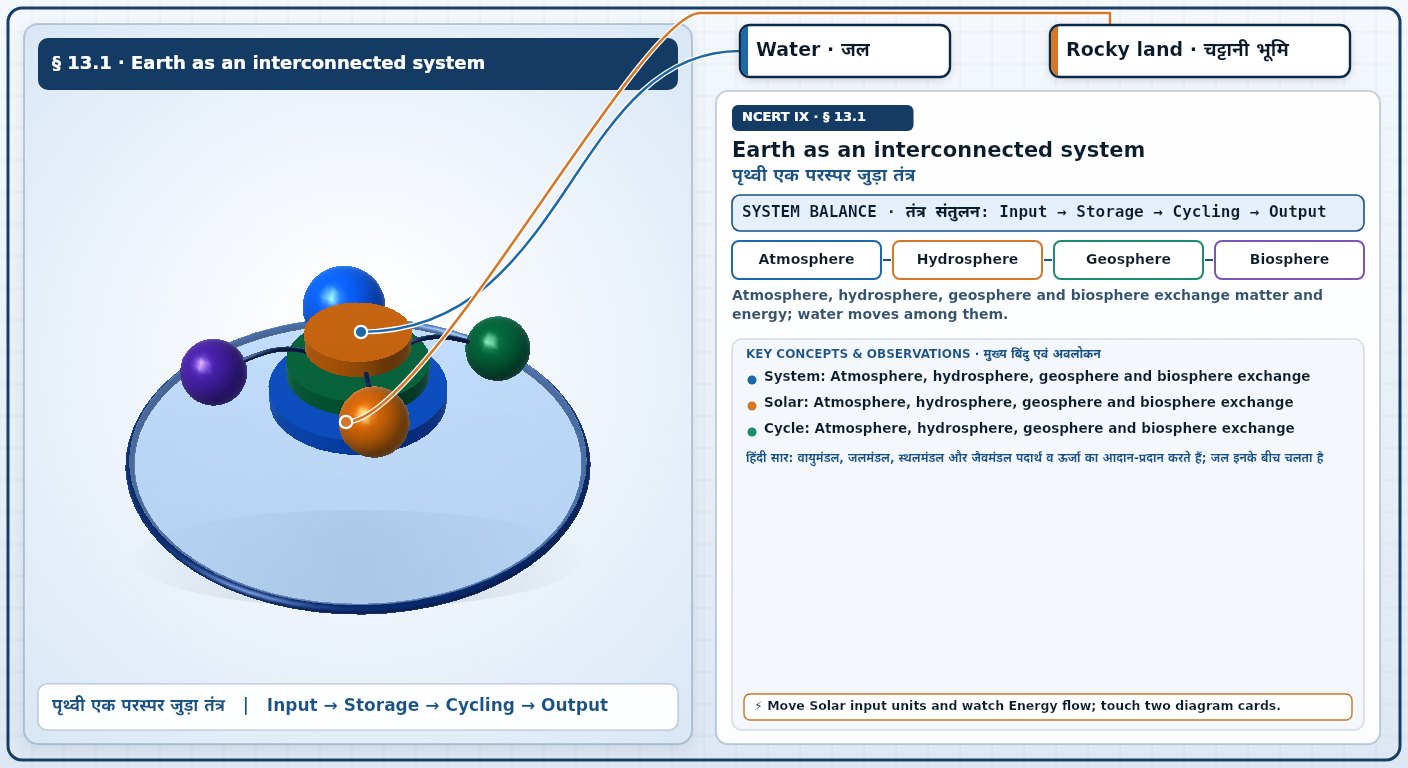 § 13.1 · Earth as an interconnected system
Water · जल
Rocky land · चट्टानी भूमि
NCERT IX · § 13.1
Earth as an interconnected system
पृथ्वी एक परस्पर जुड़ा तंत्र
SYSTEM BALANCE · तंत्र संतुलन: Input → Storage → Cycling → Output
Atmosphere
Hydrosphere
Geosphere
Biosphere
Atmosphere, hydrosphere, geosphere and biosphere exchange matter and
energy; water moves among them.
KEY CONCEPTS & OBSERVATIONS · मुख्य बिंदु एवं अवलोकन
System: Atmosphere, hydrosphere, geosphere and biosphere exchange
Solar: Atmosphere, hydrosphere, geosphere and biosphere exchange
Cycle: Atmosphere, hydrosphere, geosphere and biosphere exchange
हिंदी सार: वायुमंडल, जलमंडल, स्थलमंडल और जैवमंडल पदार्थ व ऊर्जा का आदान-प्रदान करते हैं; जल इनके बीच चलता है
⚡ Move Solar input units and watch Energy flow; touch two diagram cards.
पृथ्वी एक परस्पर जुड़ा तंत्र | Input → Storage → Cycling → Output